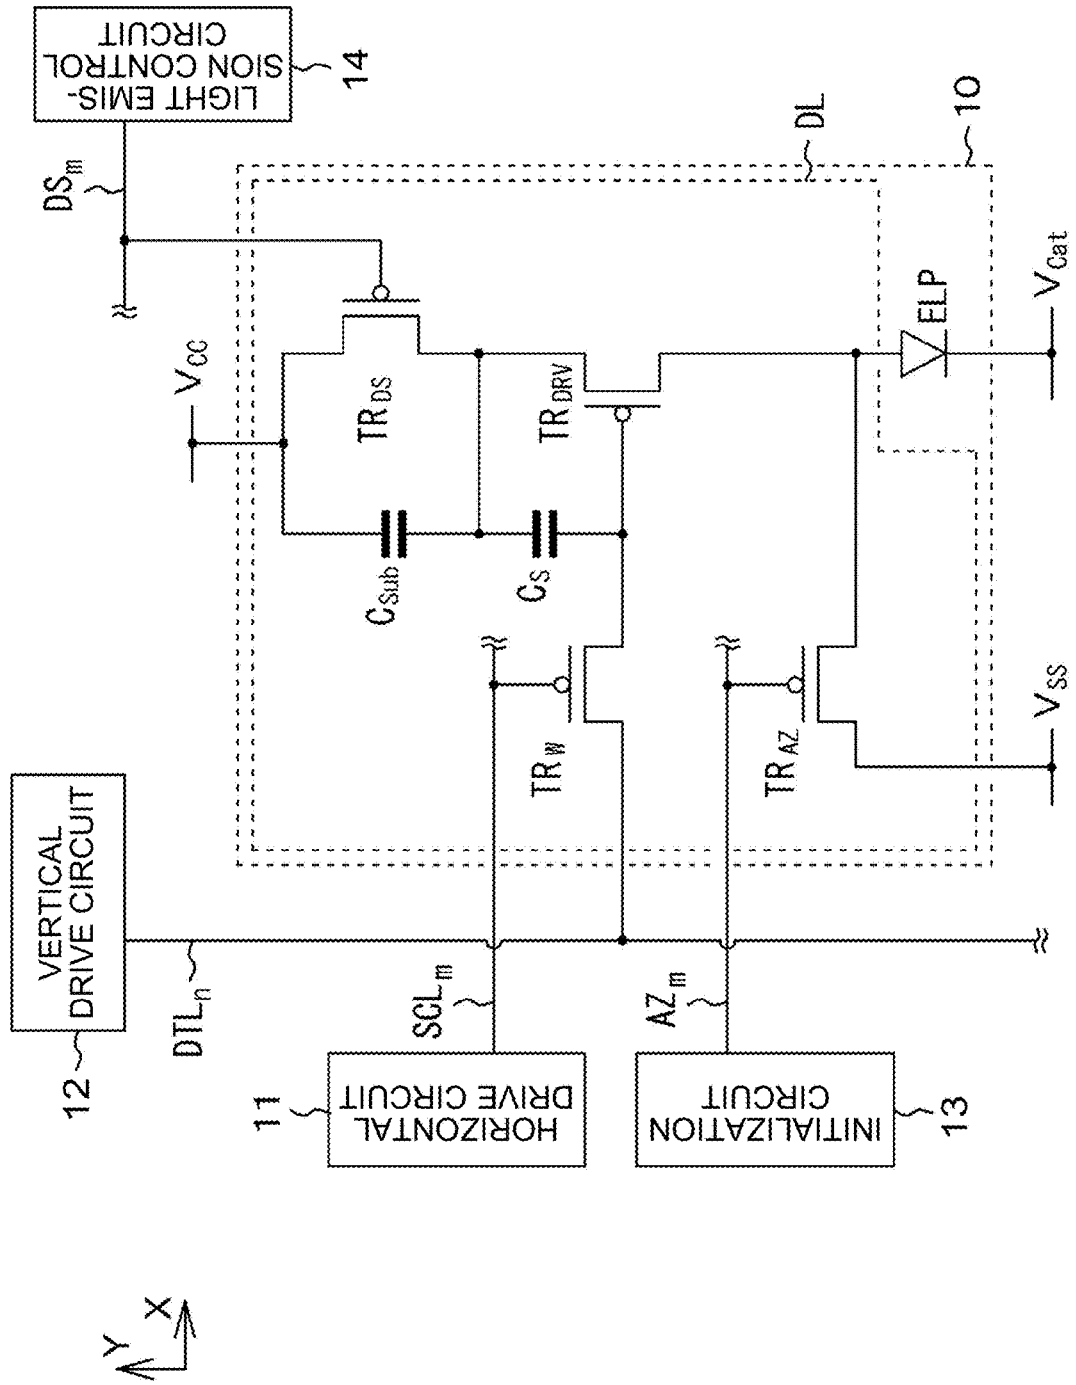 LIGHT EMIS-
SION CONTROL
CIRCUIT
14
DSm
VCC
DL
10
TRDS
TRDRV
ELP
VCat
CSub
CS
TRW
TRAZ
VSS
VERTICAL
DRIVE CIRCUIT
12
DTLn
SCLm
AZm
11
HORIZONTAL
DRIVE CIRCUIT
INITIALIZATION
CIRCUIT
13
Y
X